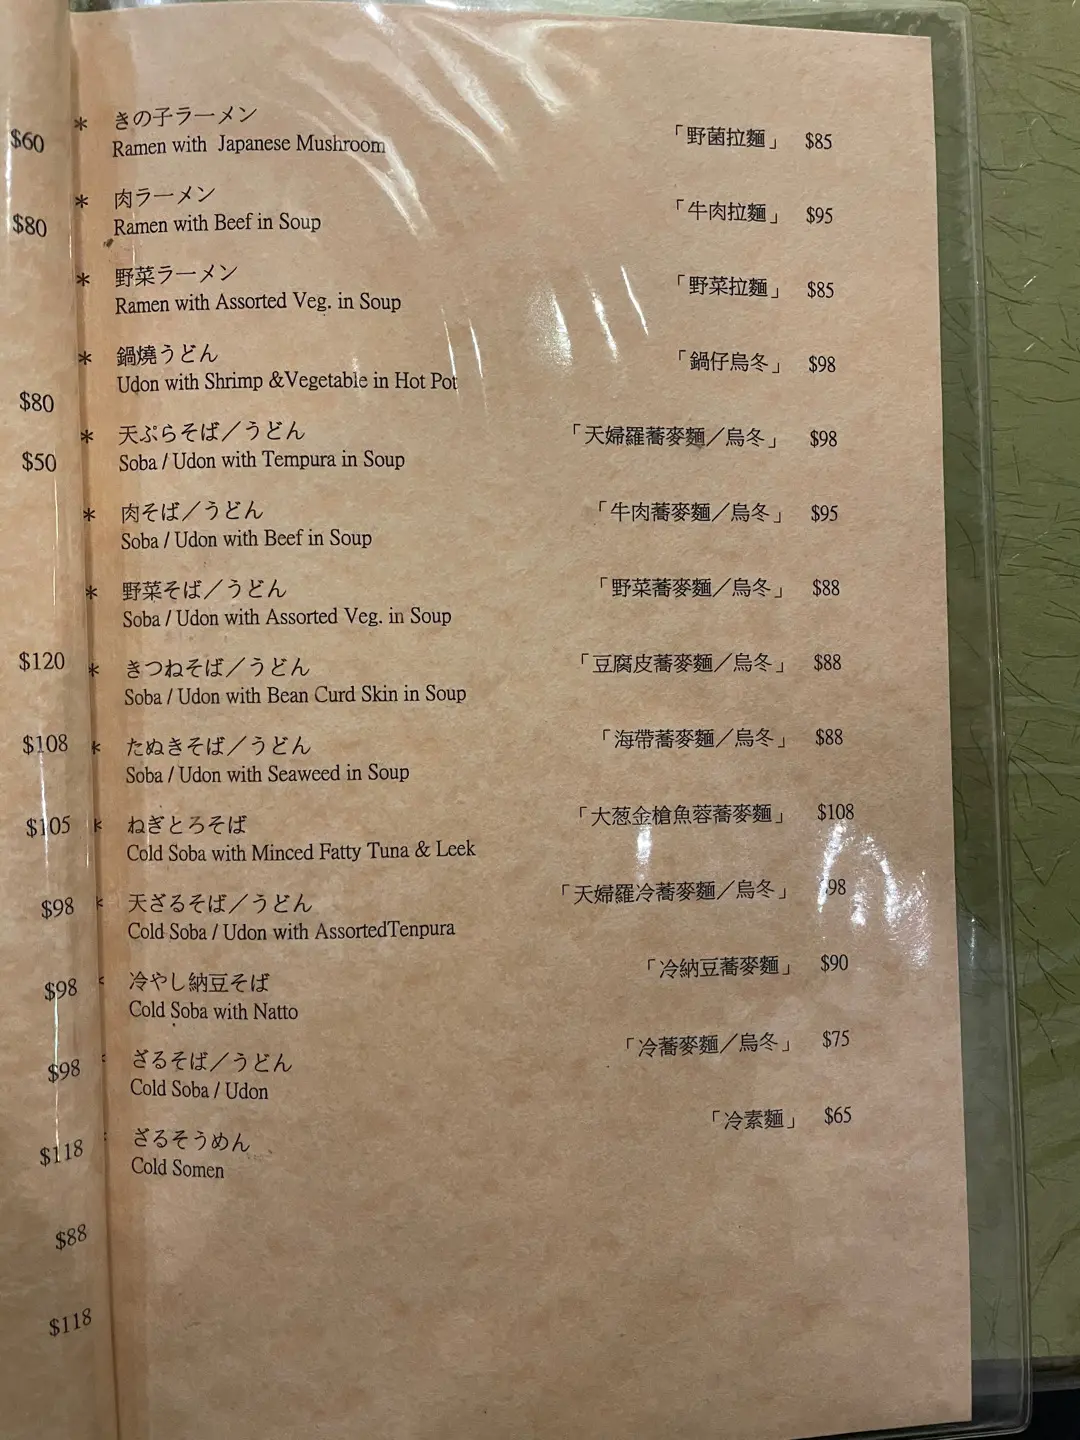 $60
$80
$80
$50
$120
$108
$105
$98
$98
$98
$118
$88
$118
* きの子ラーメン 「野菌拉麵」 $85
Ramen with Japanese Mushroom
* 肉ラーメン 「牛肉拉麵」 $95
Ramen with Beef in Soup
* 野菜ラーメン 「野菜拉麵」 $85
Ramen with Assorted Veg. in Soup
* 鍋燒うどん 「鍋仔烏冬」 $98
Udon with Shrimp &Vegetable in Hot Pot
* 天ぷらそば／うどん 「天婦羅蕎麥麵／烏冬」 $98
Soba / Udon with Tempura in Soup
* 肉そば／うどん 「牛肉蕎麥麵／烏冬」 $95
Soba / Udon with Beef in Soup
* 野菜そば／うどん 「野菜蕎麥麵／烏冬」 $88
Soba / Udon with Assorted Veg. in Soup
* きつねそば／うどん 「豆腐皮蕎麥麵／烏冬」 $88
Soba / Udon with Bean Curd Skin in Soup
* たぬきそば／うどん 「海帶蕎麥麵／烏冬」 $88
Soba / Udon with Seaweed in Soup
* ねぎとろそば 「大葱金槍魚蓉蕎麥麵」 $108
Cold Soba with Minced Fatty Tuna & Leek
* 天ざるそば／うどん 「天婦羅冷蕎麥麵／烏冬」 98
Cold Soba / Udon with AssortedTenpura
冷やし納豆そば 「冷納豆蕎麥麵」 $90
Cold Soba with Natto
ざるそば／うどん 「冷蕎麥麵／烏冬」 $75
Cold Soba / Udon
ざるそうめん 「冷素麵」 $65
Cold Somen